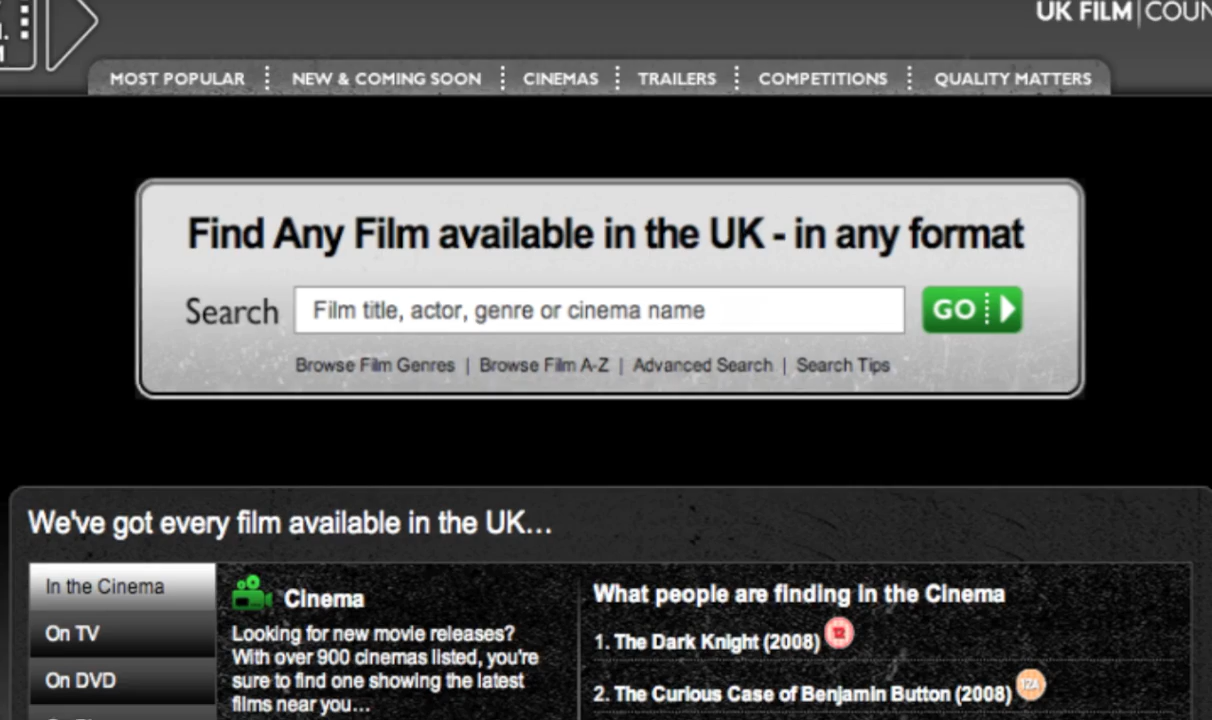 UK FILM COUN
MOST POPULAR
NEW & COMING SOON
CINEMAS
TRAILERS
COMPETITIONS
QUALITY MATTERS
Find Any Film available in the UK - in any format
Search
Film title, actor, genre or cinema name
GO
Browse Film Genres | Browse Film A-Z | Advanced Search | Search Tips
We've got every film available in the UK...
In the Cinema
On TV
On DVD
Cinema
Looking for new movie releases?
With over 900 cinemas listed, you're
sure to find one showing the latest
films near you...
What people are finding in the Cinema
1. The Dark Knight (2008) 12
2. The Curious Case of Benjamin Button (2008) 12A